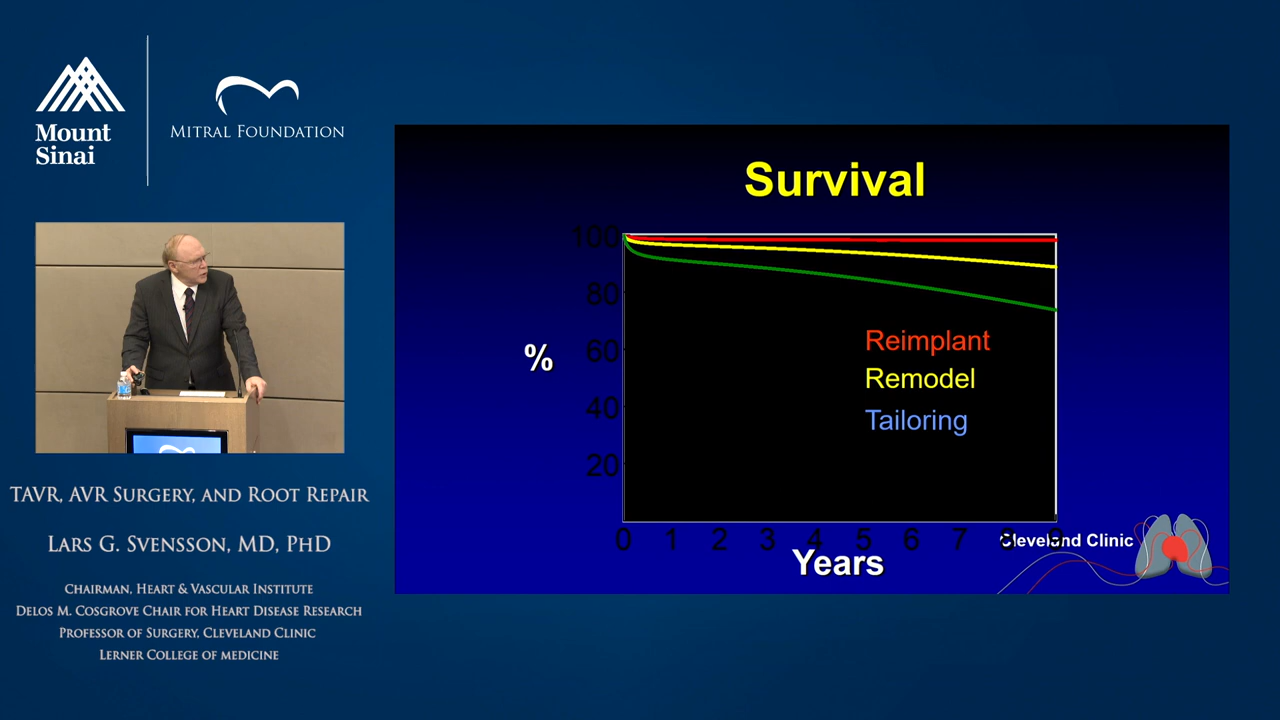 Mount
Sinai
Mitral Foundation
TAVR, AVR Surgery, and Root Repair
Lars G. Svensson, MD, PhD
Chairman, Heart & Vascular Institute
Delos M. Cosgrove Chair for Heart Disease Research
Professor of Surgery, Cleveland Clinic
Lerner College of medicine
Survival
100
80
60
40
20
%
Reimplant
Remodel
Tailoring
0 1 2 3 4 5 6 7 8 9
Years
Cleveland Clinic